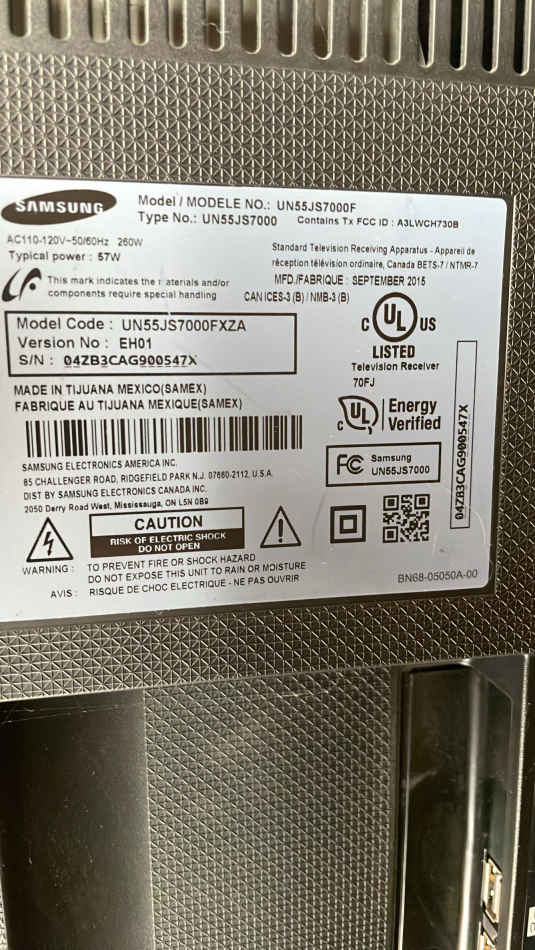 SAMSUNG
Model / MODELE NO.: UN55JS7000F
Type No.: UN55JS7000
Contains Tx FCC ID : A3LWCH730B
AC110-120V~50/60Hz 260W
Typical power : 57W
Standard Television Receiving Apparatus - Appareil de
réception télévision ordinaire, Canada BETS-7 / NTMR-7
This mark indicates the materials and/or
components require special handling
MFD./FABRIQUE : SEPTEMBER 2015
CAN ICES-3 (B) / NMB-3 (B)
Model Code : UN55JS7000FXZA
Version No : EH01
S/N : 04ZB3CAG900547X
C UL US
LISTED
Television Receiver
70FJ
MADE IN TIJUANA MEXICO(SAMEX)
FABRIQUE AU TIJUANA MEXIQUE(SAMEX)
C UL Energy
Verified
SAMSUNG ELECTRONICS AMERICA INC.
85 CHALLENGER ROAD, RIDGEFIELD PARK N.J. 07660-2112, U.S.A.
DIST BY SAMSUNG ELECTRONICS CANADA INC.
2050 Derry Road West, Mississauga, ON L5N 0B9
FC Samsung
UN55JS7000
04ZB3CAG900547X
CAUTION
RISK OF ELECTRIC SHOCK
DO NOT OPEN
WARNING : TO PREVENT FIRE OR SHOCK HAZARD
DO NOT EXPOSE THIS UNIT TO RAIN OR MOISTURE
AVIS : RISQUE DE CHOC ELECTRIQUE - NE PAS OUVRIR
BN68-05050A-00